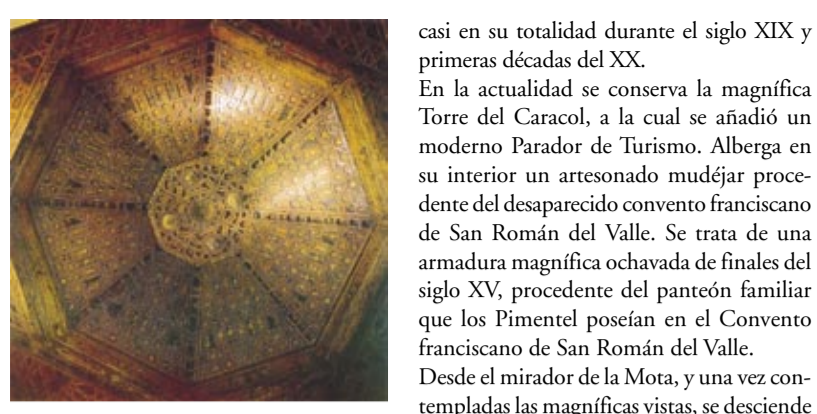 casi en su totalidad durante el siglo XIX y
primeras décadas del XX.
En la actualidad se conserva la magnífica
Torre del Caracol, a la cual se añadió un
moderno Parador de Turismo. Alberga en
su interior un artesonado mudéjar proce-
dente del desaparecido convento franciscano
de San Román del Valle. Se trata de una
armadura magnífica ochavada de finales del
siglo XV, procedente del panteón familiar
que los Pimentel poseían en el Convento
franciscano de San Román del Valle.
Desde el mirador de la Mota, y una vez con-
templadas las magníficas vistas, se desciende